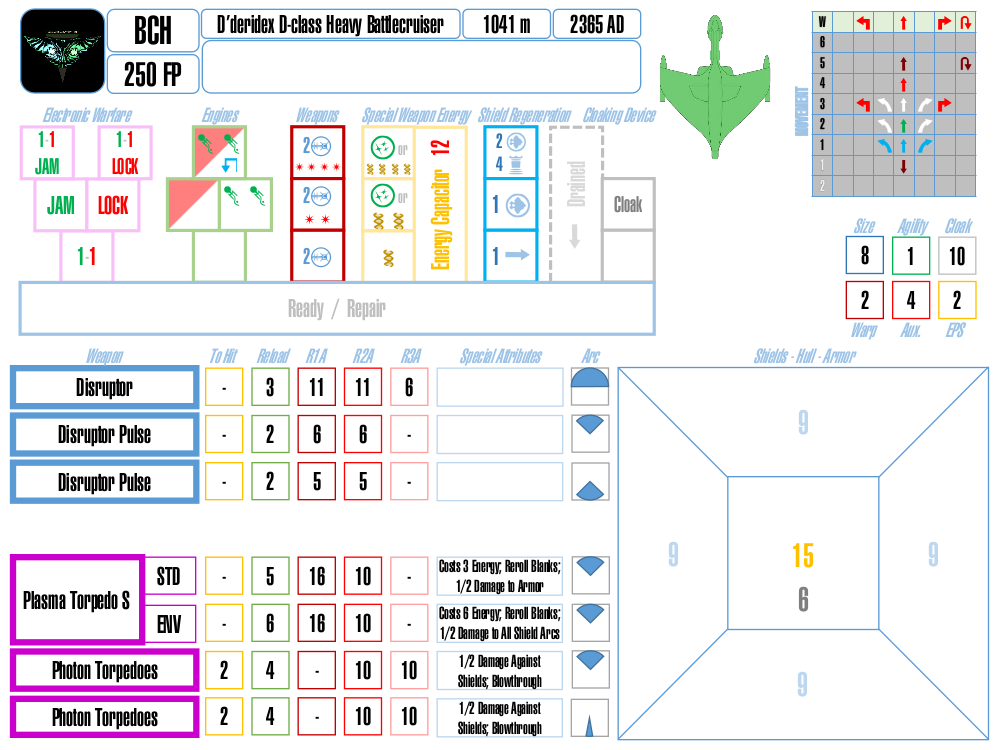 BCH
D'deridex D-class Heavy Battlecruiser
1041 m
2365 AD
250 FP
Electronic Warfare
Engines
Weapons
Special Weapon Energy
Shield Regeneration
Cloaking Device
1-1
JAM
1-1
LOCK
2
or
12
2
4
Drained
JAM
LOCK
2
or
Energy Capacitor
1
Cloak
1-1
2
1
Ready / Repair
MOVEMENT
W
6
5
4
3
2
1
1
2
Size
Agility
Cloak
8
1
10
2
4
2
Warp
Aux.
EPS
Weapon
To Hit
Reload
R1A
R2A
R3A
Special Attributes
Arc
Shields - Hull - Armor
Disruptor
-
3
11
11
6
Disruptor Pulse
-
2
6
6
-
Disruptor Pulse
-
2
5
5
-
Plasma Torpedo S
STD
-
5
16
10
-
Costs 3 Energy; Reroll Blanks;
1/2 Damage to Armor
ENV
-
6
16
10
-
Costs 6 Energy; Reroll Blanks;
1/2 Damage to All Shield Arcs
Photon Torpedoes
2
4
-
10
10
1/2 Damage Against
Shields; Blowthrough
Photon Torpedoes
2
4
-
10
10
1/2 Damage Against
Shields; Blowthrough
9
9
15
9
6
9